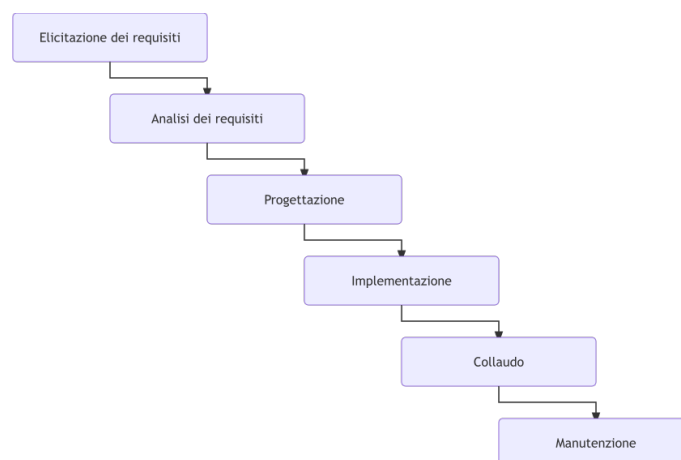 Elicitazione dei requisiti
Analisi dei requisiti
Progettazione
Implementazione
Collaudo
Manutenzione